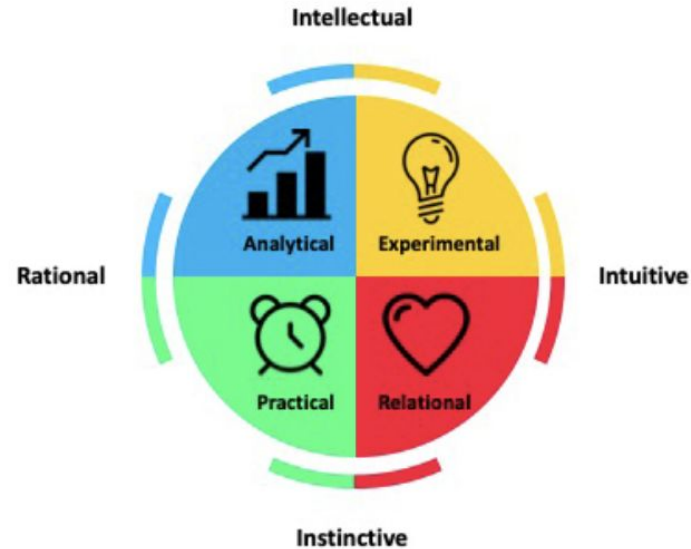 Intellectual
Analytical
Experimental
Rational
Intuitive
Practical
Relational
Instinctive